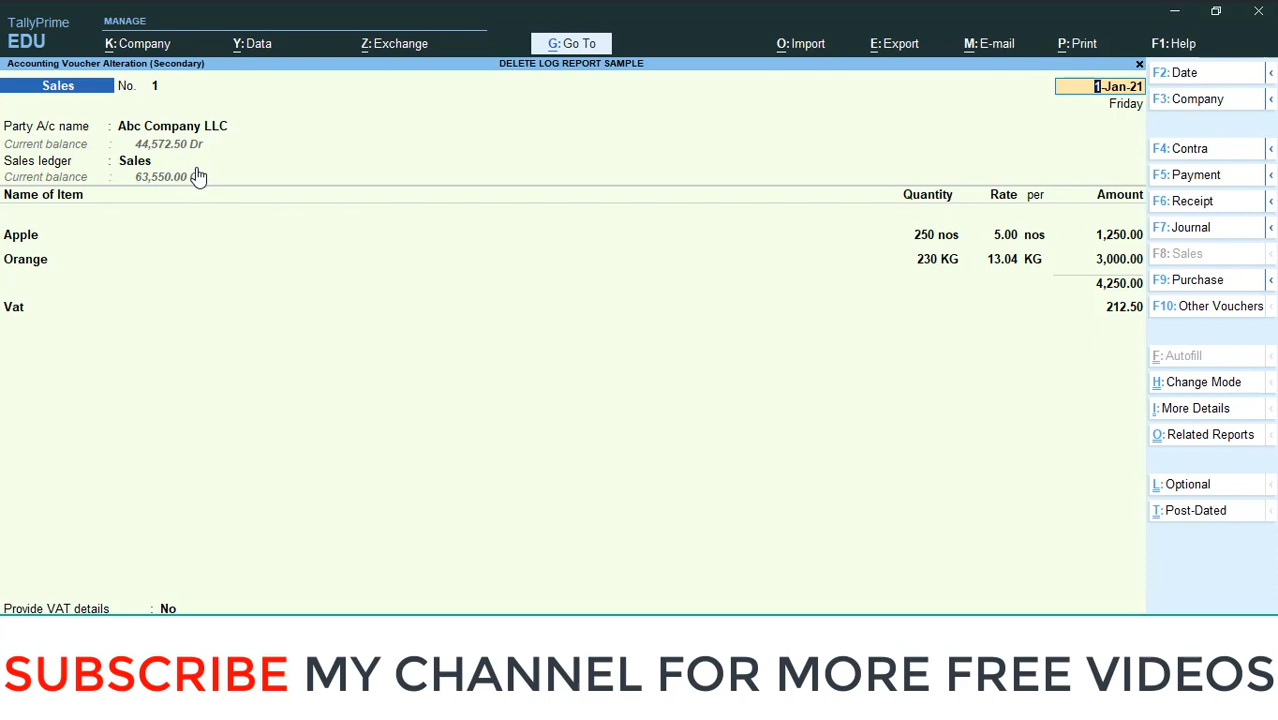 TallyPrime
EDU
MANAGE
K: Company
Y: Data
Z: Exchange
G: Go To
O: Import
E: Export
M: E-mail
P: Print
F1: Help
Accounting Voucher Alteration (Secondary)
DELETE LOG REPORT SAMPLE
Sales No. 1
1-Jan-21
Friday
Party A/c name : Abc Company LLC
Current balance : 44,572.50 Dr
Sales ledger : Sales
Current balance : 63,550.00
Name of Item Quantity Rate per Amount
Apple 250 nos 5.00 nos 1,250.00
Orange 230 KG 13.04 KG 3,000.00
4,250.00
Vat 212.50
Provide VAT details : No
F2: Date
F3: Company
F4: Contra
F5: Payment
F6: Receipt
F7: Journal
F8: Sales
F9: Purchase
F10: Other Vouchers
F: Autofill
H: Change Mode
I: More Details
O: Related Reports
L: Optional
T: Post-Dated
SUBSCRIBE MY CHANNEL FOR MORE FREE VIDEOS